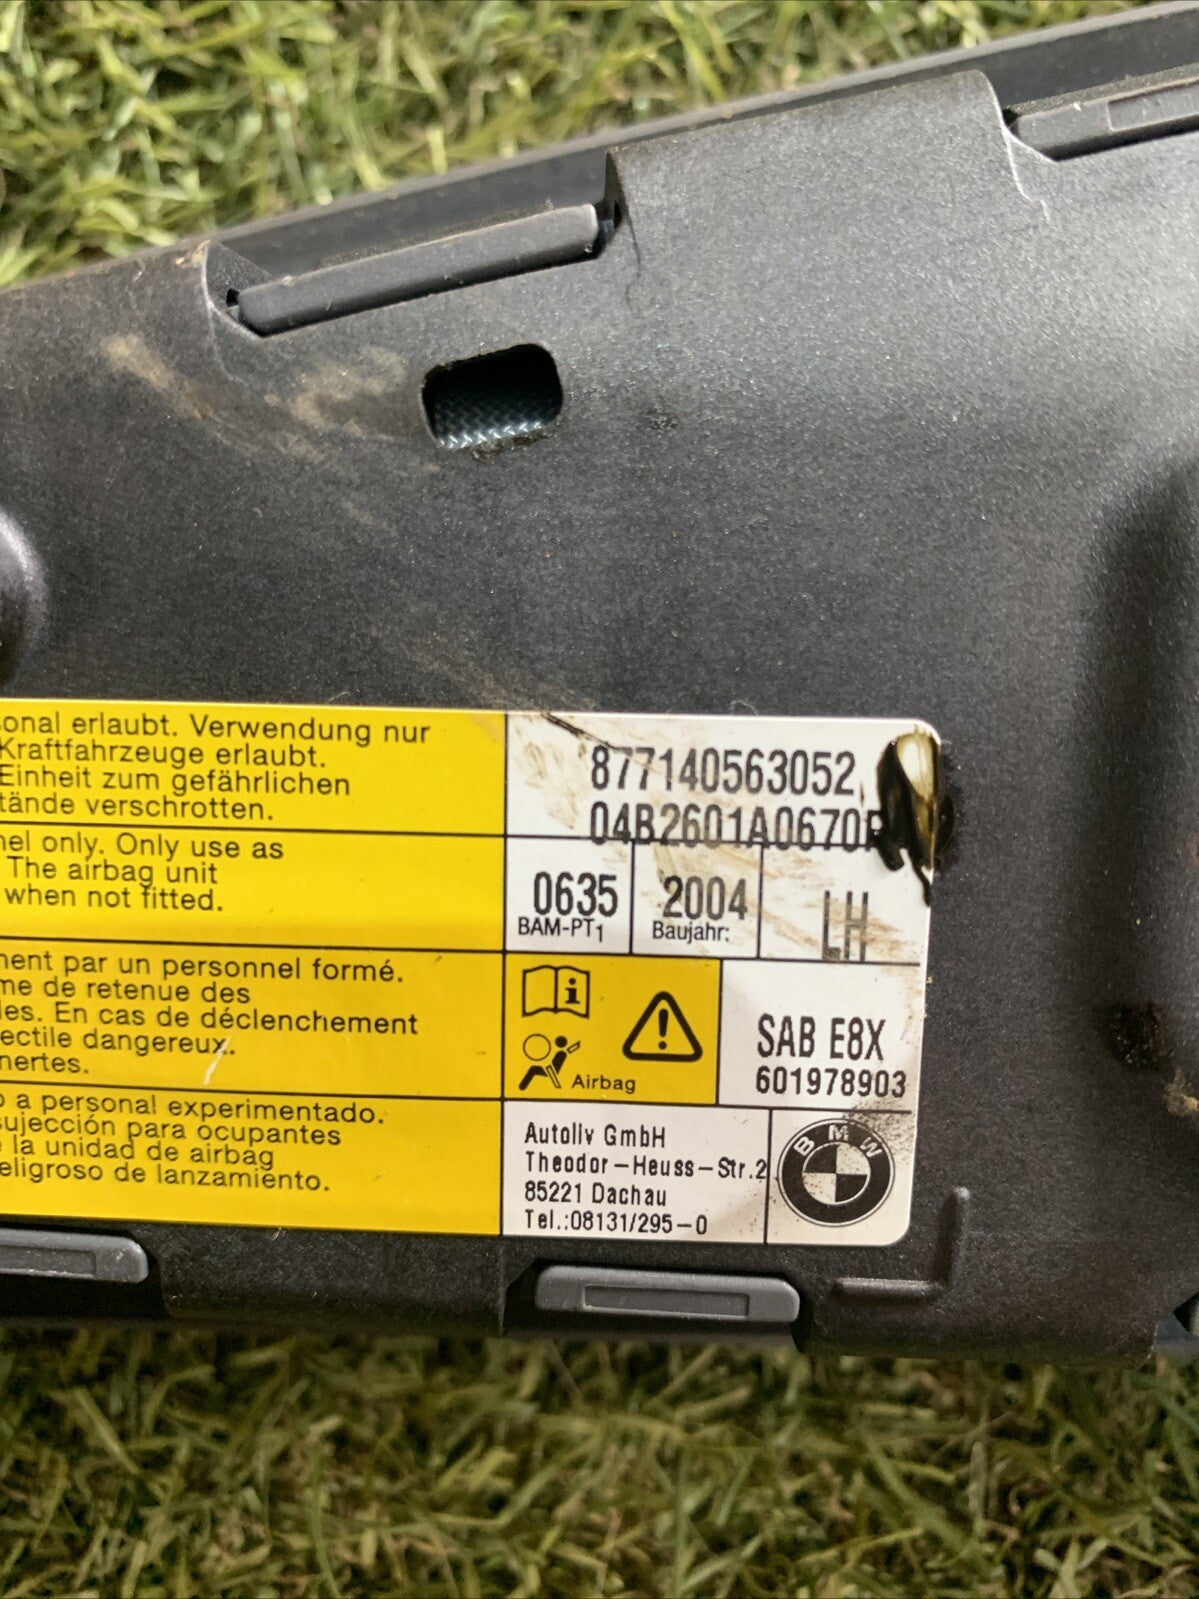 sonal erlaubt. Verwendung nur
Kraftfahrzeuge erlaubt.
Einheit zum gefährlichen
tände verschrotten.
nel only. Only use as
The airbag unit
when not fitted.
ment par un personnel formé.
me de retenue des
les. En cas de déclenchement
ectile dangereux.
nertes.
o a personal experimentado.
sujección para ocupantes
e la unidad de airbag
eligroso de lanzamiento.
877140563052
04B2601A0670
0635
BAM-PT1
2004
Baujahr:
LH
i
!
Airbag
SAB E8X
601978903
Autoliv GmbH
Theodor-Heuss-Str.2
85221 Dachau
Tel.:08131/295-0
BMW